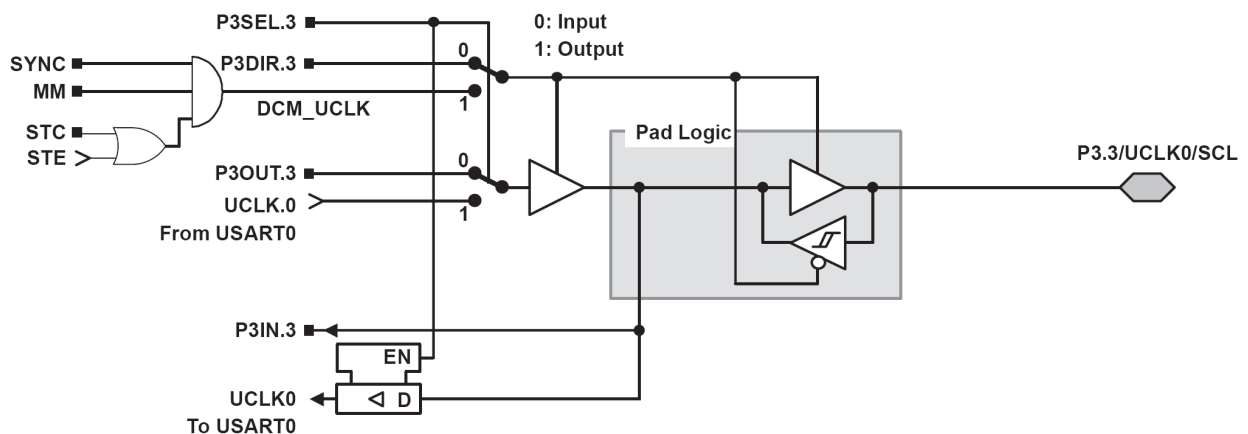 P3SEL.3
0: Input
1: Output
SYNC
P3DIR.3
0
MM
1
DCM_UCLK
STC
STE
Pad Logic
P3.3/UCLK0/SCL
P3OUT.3
0
UCLK.0
1
From USART0
P3IN.3
EN
UCLK0
D
To USART0